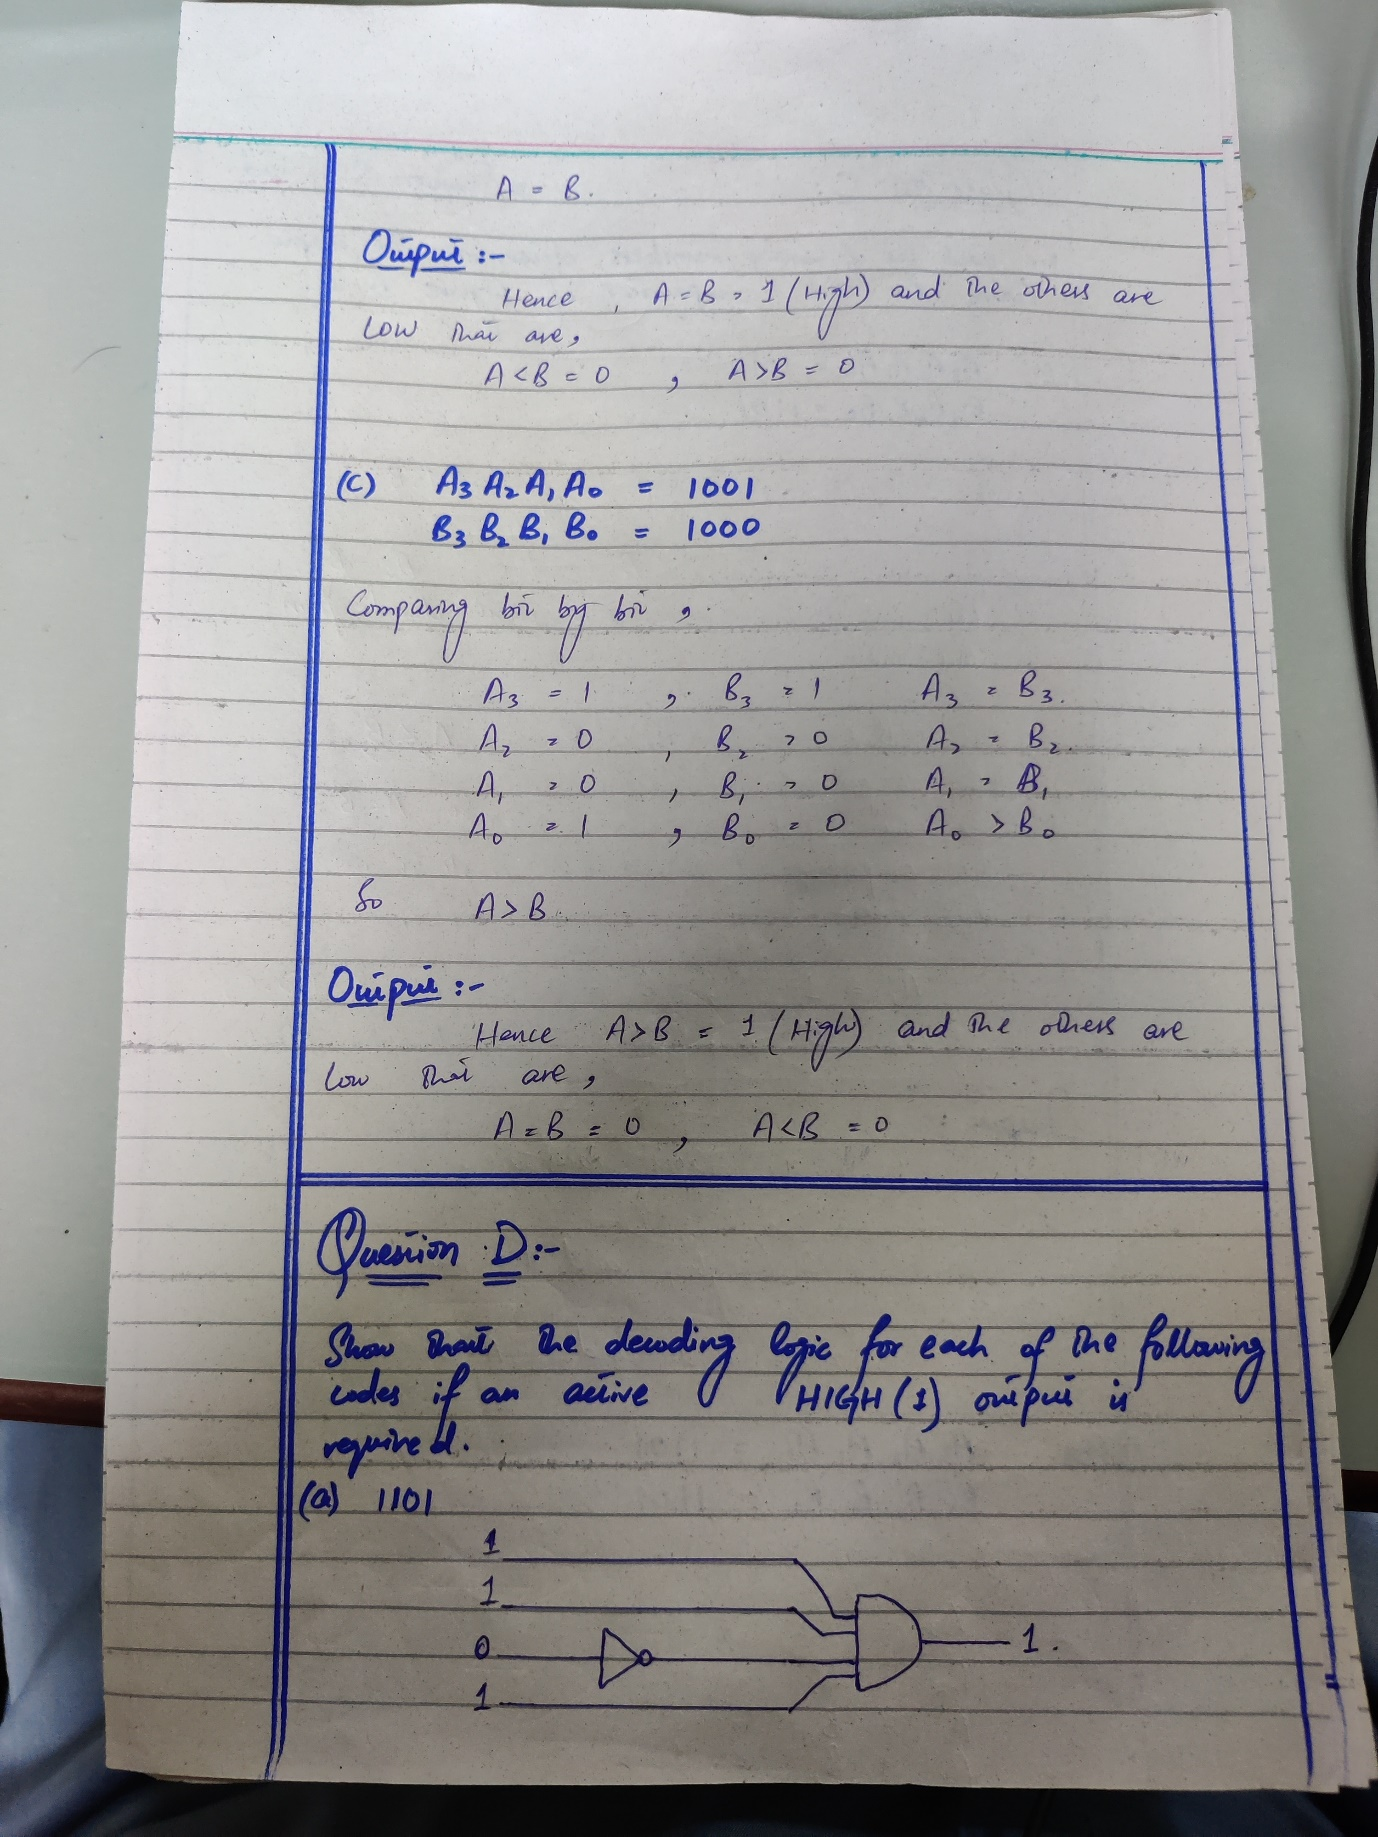 A = B.
Output :-
Hence , A = B = 1 (High) and the others are
Low that are,
A<B = 0 , A>B = 0
(C) A₃ A₂ A₁ A₀ = 1001
B₃ B₂ B₁ B₀ = 1000
Comparing bit by bit ,
A₃ = 1 , B₃ = 1 A₃ = B₃.
A₂ = 0 , B₂ = 0 A₂ = B₂.
A₁ = 0 , B₁ = 0 A₁ = B₁
A₀ = 1 , B₀ = 0 A₀ > B₀
So A>B
Output :-
Hence A>B = 1 (High) and the others are
low that are ,
A=B = 0 , A<B = 0
Question D:-
Show that the decoding logic for each of the following
codes if an active HIGH (1) output is
required.
(a) 1101
1
1
0
1
1.